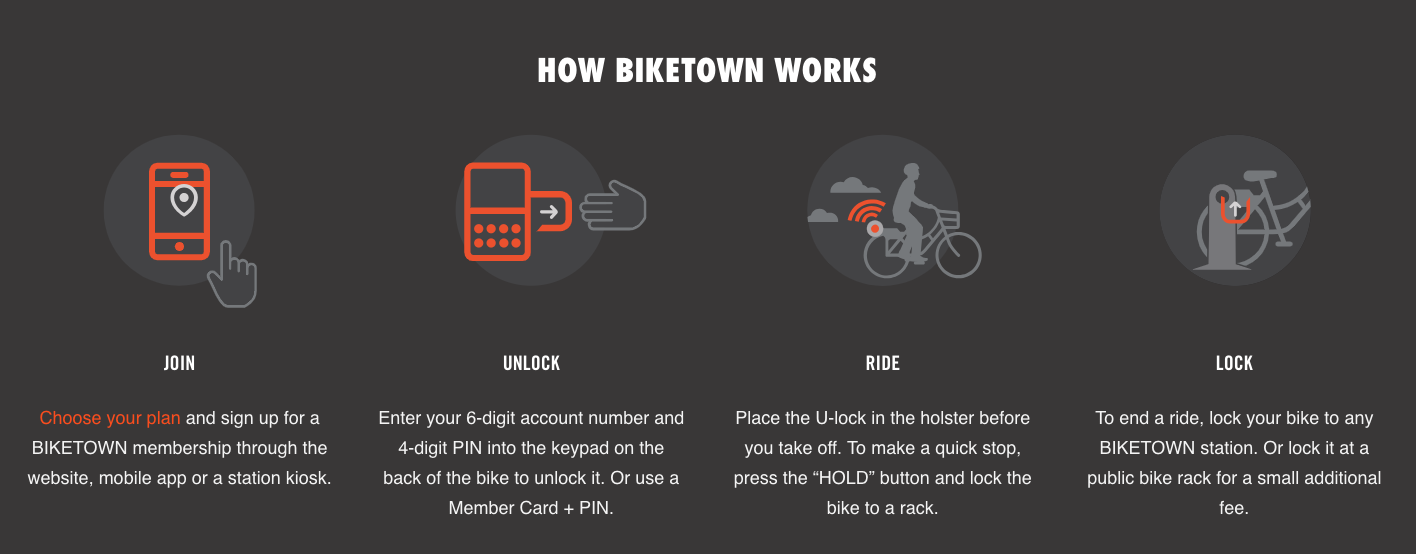 HOW BIKETOWN WORKS
JOIN
Choose your plan and sign up for a
BIKETOWN membership through the
website, mobile app or a station kiosk.
UNLOCK
Enter your 6-digit account number and
4-digit PIN into the keypad on the
back of the bike to unlock it. Or use a
Member Card + PIN.
RIDE
Place the U-lock in the holster before
you take off. To make a quick stop,
press the “HOLD” button and lock the
bike to a rack.
LOCK
To end a ride, lock your bike to any
BIKETOWN station. Or lock it at a
public bike rack for a small additional
fee.